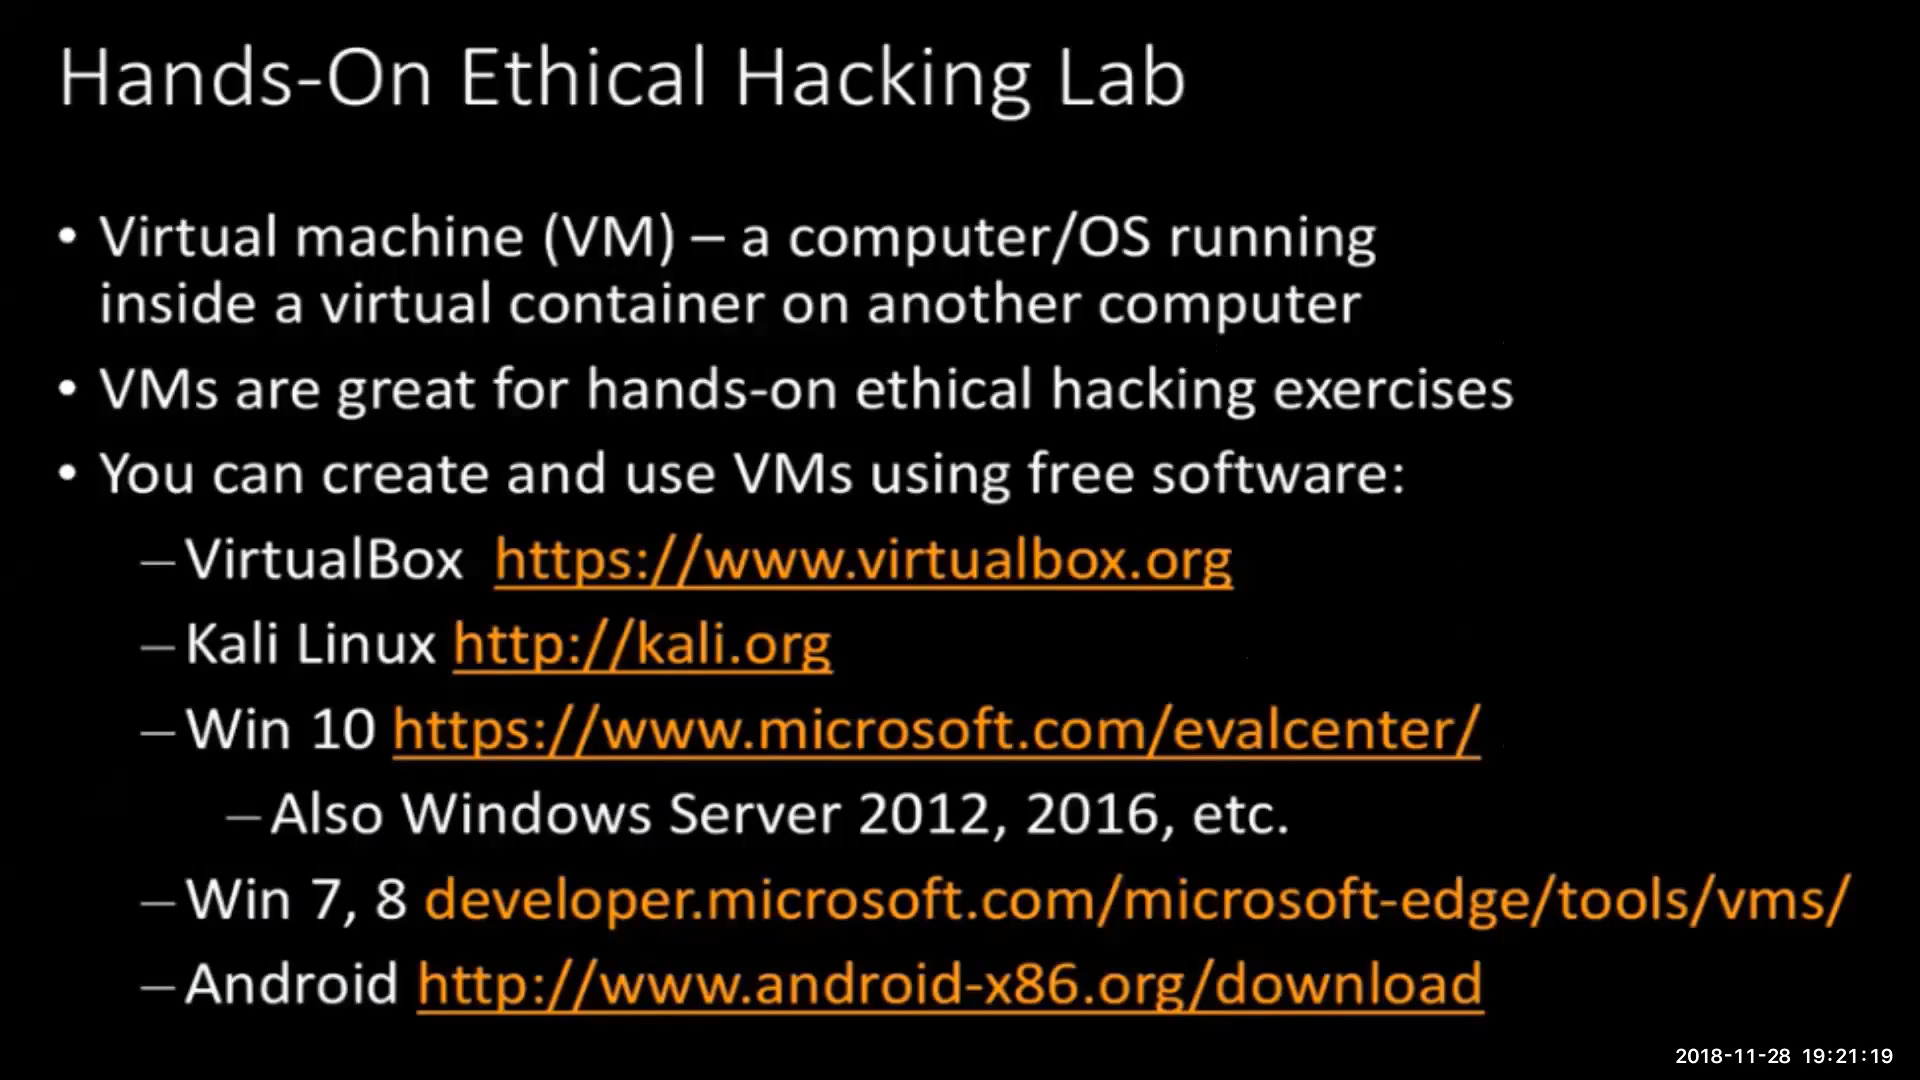 Hands-On Ethical Hacking Lab
• Virtual machine (VM) – a computer/OS running
inside a virtual container on another computer
• VMs are great for hands-on ethical hacking exercises
• You can create and use VMs using free software:
– VirtualBox https://www.virtualbox.org
– Kali Linux http://kali.org
– Win 10 https://www.microsoft.com/evalcenter/
– Also Windows Server 2012, 2016, etc.
– Win 7, 8 developer.microsoft.com/microsoft-edge/tools/vms/
– Android http://www.android-x86.org/download
2018-11-28 19:21:19